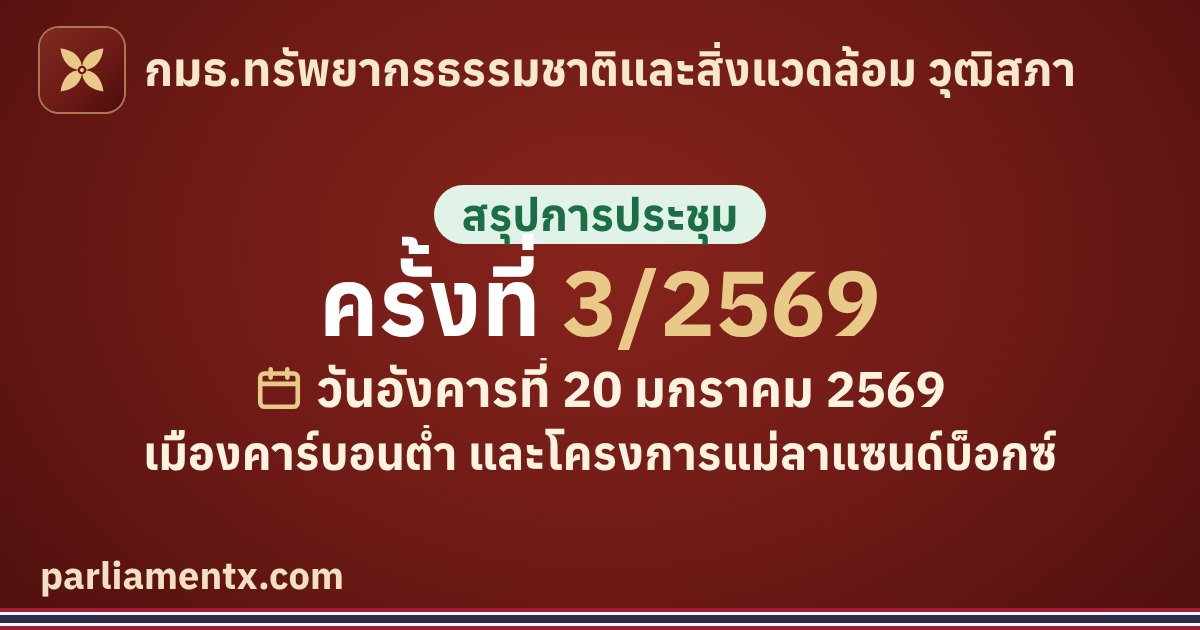 กมธ.ทรัพยากรธรรมชาติและสิ่งแวดล้อม วุฒิสภา
สรุปการประชุม
ครั้งที่ 3/2569
วันอังคารที่ 20 มกราคม 2569
เมืองคาร์บอนต่ำ และโครงการแม่ลาแซนด์บ็อกซ์
parliamentx.com